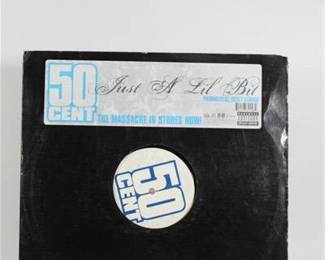 50
CENT
Just A Lil Bit
THE MASSACRE IN STORES NOW!
50
CENT